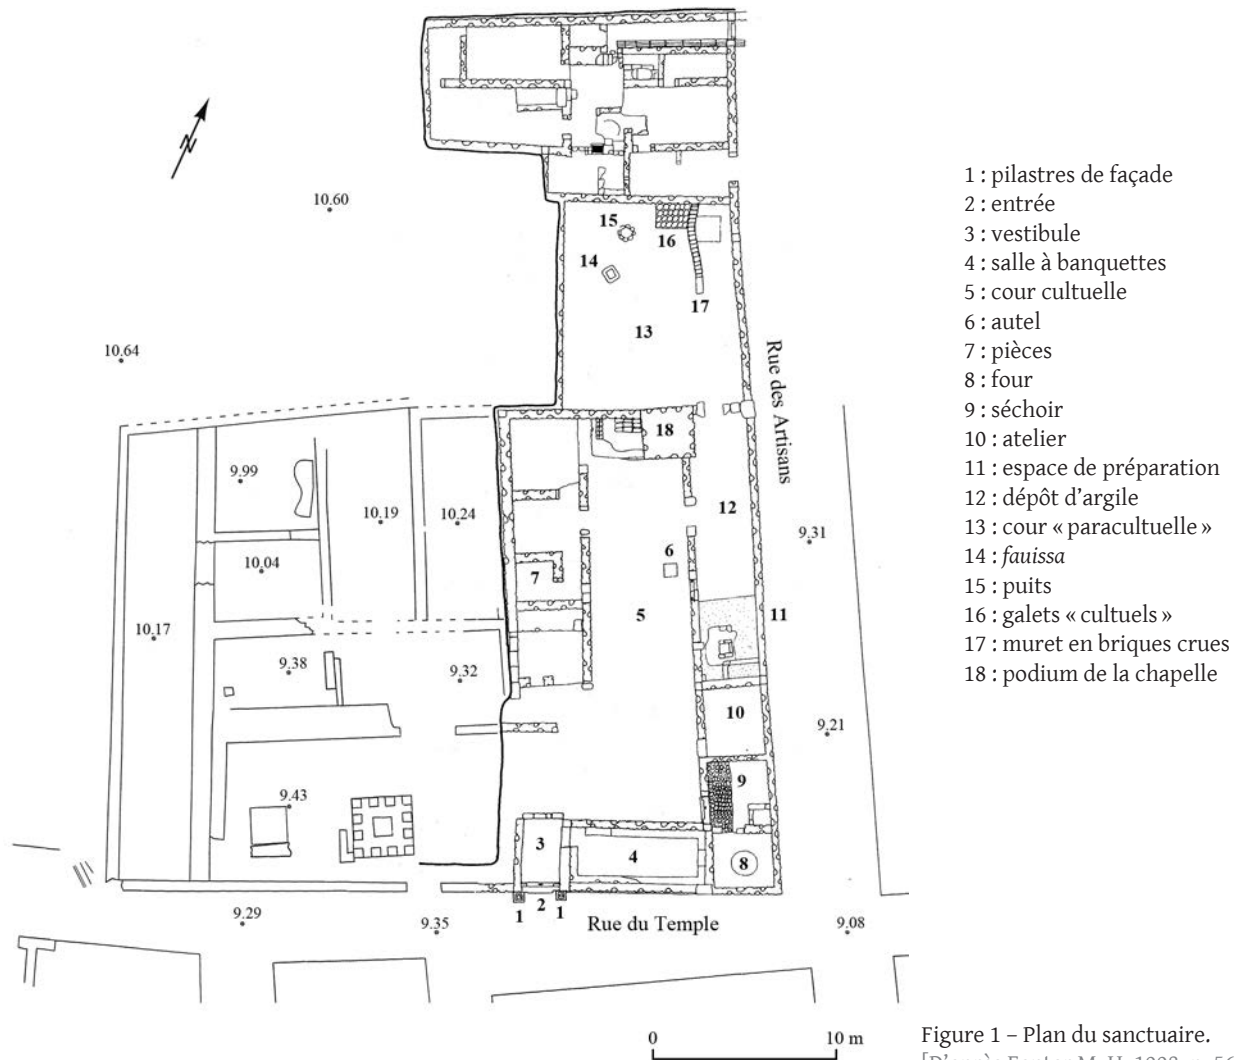 N
10.60
15
16
14
17
13
10.64
Rue des Artisans
18
9.99
10.19
10.24
12
9.31
10.04
6
7
11
5
10.17
9.38
9.32
10
9.21
9
9.43
3
4
8
1
2
1
9.29
9.35
Rue du Temple
9.08
0
10 m
1 : pilastres de façade
2 : entrée
3 : vestibule
4 : salle à banquettes
5 : cour cultuelle
6 : autel
7 : pièces
8 : four
9 : séchoir
10 : atelier
11 : espace de préparation
12 : dépôt d’argile
13 : cour « paracultuelle »
14 : fauissa
15 : puits
16 : galets « cultuels »
17 : muret en briques crues
18 : podium de la chapelle
Figure 1 – Plan du sanctuaire.